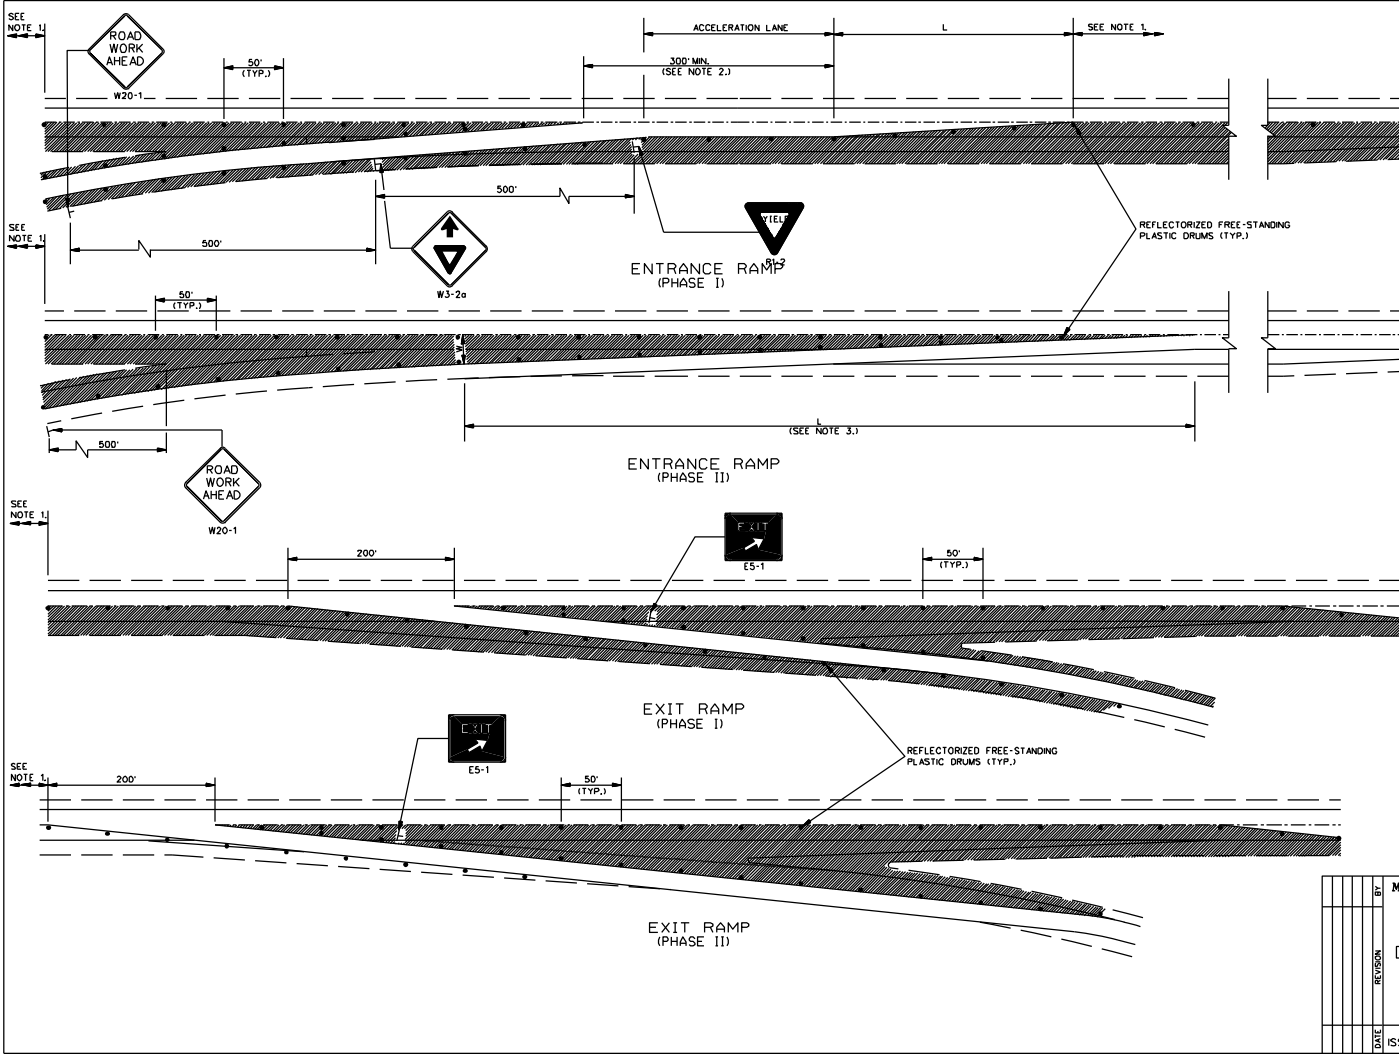 SEE
NOTE 1.
ROAD
WORK
AHEAD
W20-1
50'
(TYP.)
ACCELERATION LANE
L
SEE NOTE 1.
300' MIN.
(SEE NOTE 2.)
500'
500'
W3-2a
YIELD
R1-2
REFLECTORIZED FREE-STANDING
PLASTIC DRUMS (TYP.)
ENTRANCE RAMP
(PHASE I)
SEE
NOTE 1.
50'
(TYP.)
W
L
(SEE NOTE 3.)
500'
ROAD
WORK
AHEAD
W20-1
ENTRANCE RAMP
(PHASE II)
SEE
NOTE 1.
200'
EXIT
E5-1
50'
(TYP.)
EXIT RAMP
(PHASE I)
REFLECTORIZED FREE-STANDING
PLASTIC DRUMS (TYP.)
SEE
NOTE 1.
200'
EXIT
E5-1
50'
(TYP.)
EXIT RAMP
(PHASE II)
BY
REVISION
DATE